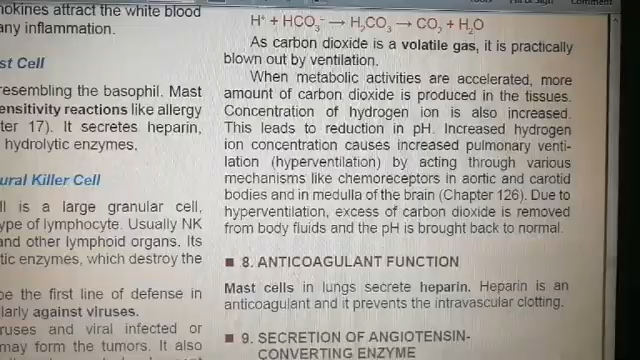 nokines attract the white blood
any inflammation.
st Cell
resembling the basophil. Mast
ensitivity reactions like allergy
ter 17). It secretes heparin,
hydrolytic enzymes,
ural Killer Cell
ll is a large granular cell,
ype of lymphocyte. Usually NK
and other lymphoid organs. Its
tic enzymes, which destroy the
be the first line of defense in
larly against viruses.
ruses and viral infected or
may form the tumors. It also
Comment
H⁺ + HCO₃⁻ → H₂CO₃ → CO₂ + H₂O
As carbon dioxide is a volatile gas, it is practically
blown out by ventilation.
When metabolic activities are accelerated, more
amount of carbon dioxide is produced in the tissues.
Concentration of hydrogen ion is also increased.
This leads to reduction in pH. Increased hydrogen
ion concentration causes increased pulmonary venti-
lation (hyperventilation) by acting through various
mechanisms like chemoreceptors in aortic and carotid
bodies and in medulla of the brain (Chapter 126). Due to
hyperventilation, excess of carbon dioxide is removed
from body fluids and the pH is brought back to normal.
■ 8. ANTICOAGULANT FUNCTION
Mast cells in lungs secrete heparin. Heparin is an
anticoagulant and it prevents the intravascular clotting.
■ 9. SECRETION OF ANGIOTENSIN-
CONVERTING ENZYME